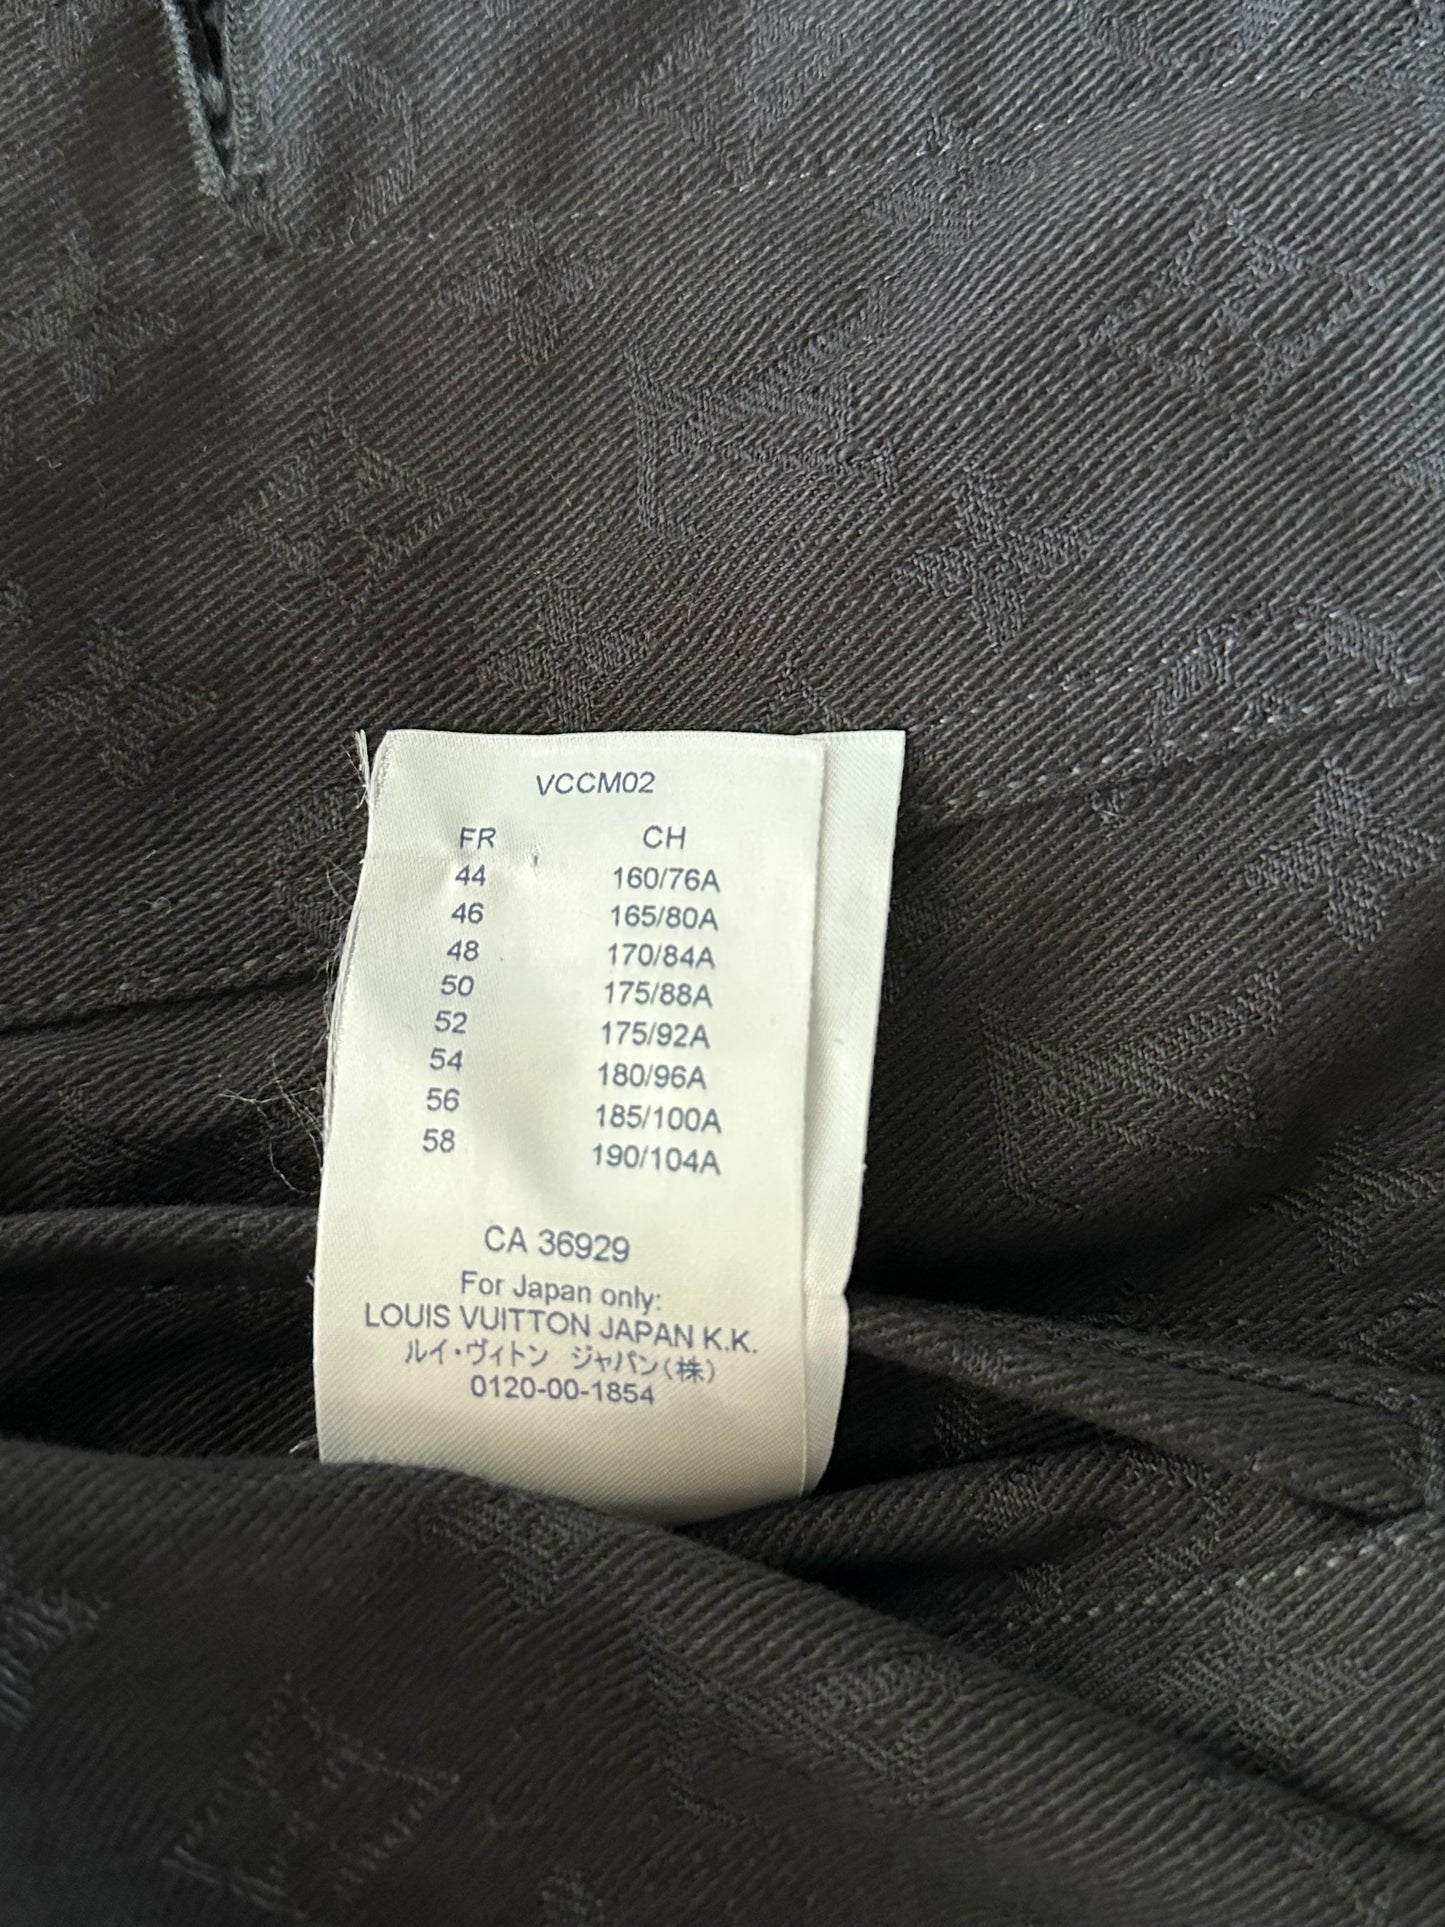 VCCM02
FR CH
44 160/76A
46 165/80A
48 170/84A
50 175/88A
52 175/92A
54 180/96A
56 185/100A
58 190/104A
CA 36929
For Japan only:
LOUIS VUITTON JAPAN K.K.
ルイ・ヴィトン ジャパン(株)
0120-00-1854